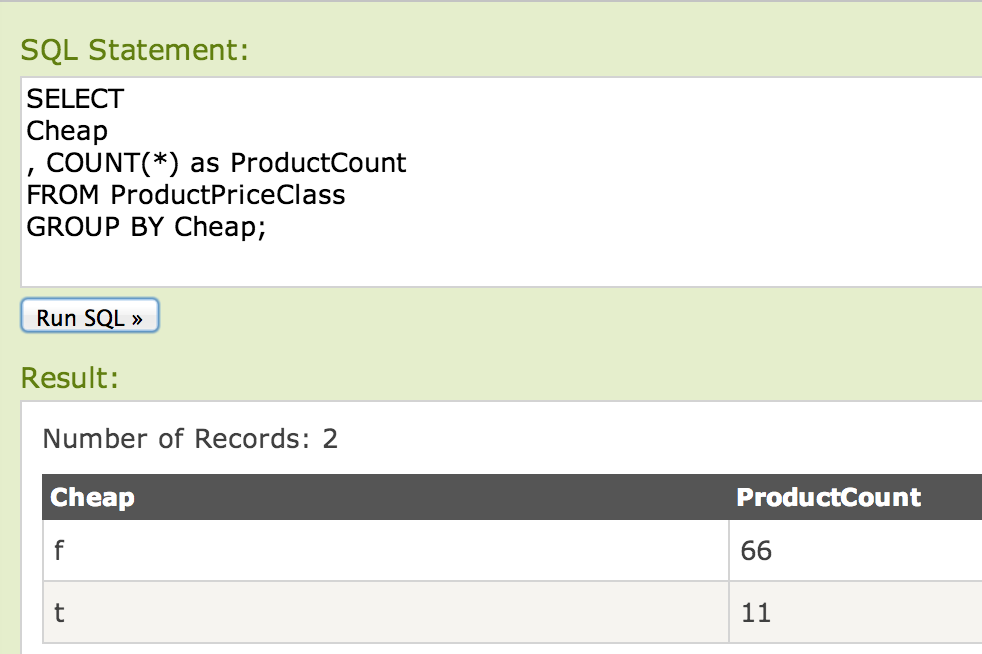 SQL Statement:
SELECT
Cheap
, COUNT(*) as ProductCount
FROM ProductPriceClass
GROUP BY Cheap;
Run SQL »
Result:
Number of Records: 2
Cheap ProductCount
f 66
t 11